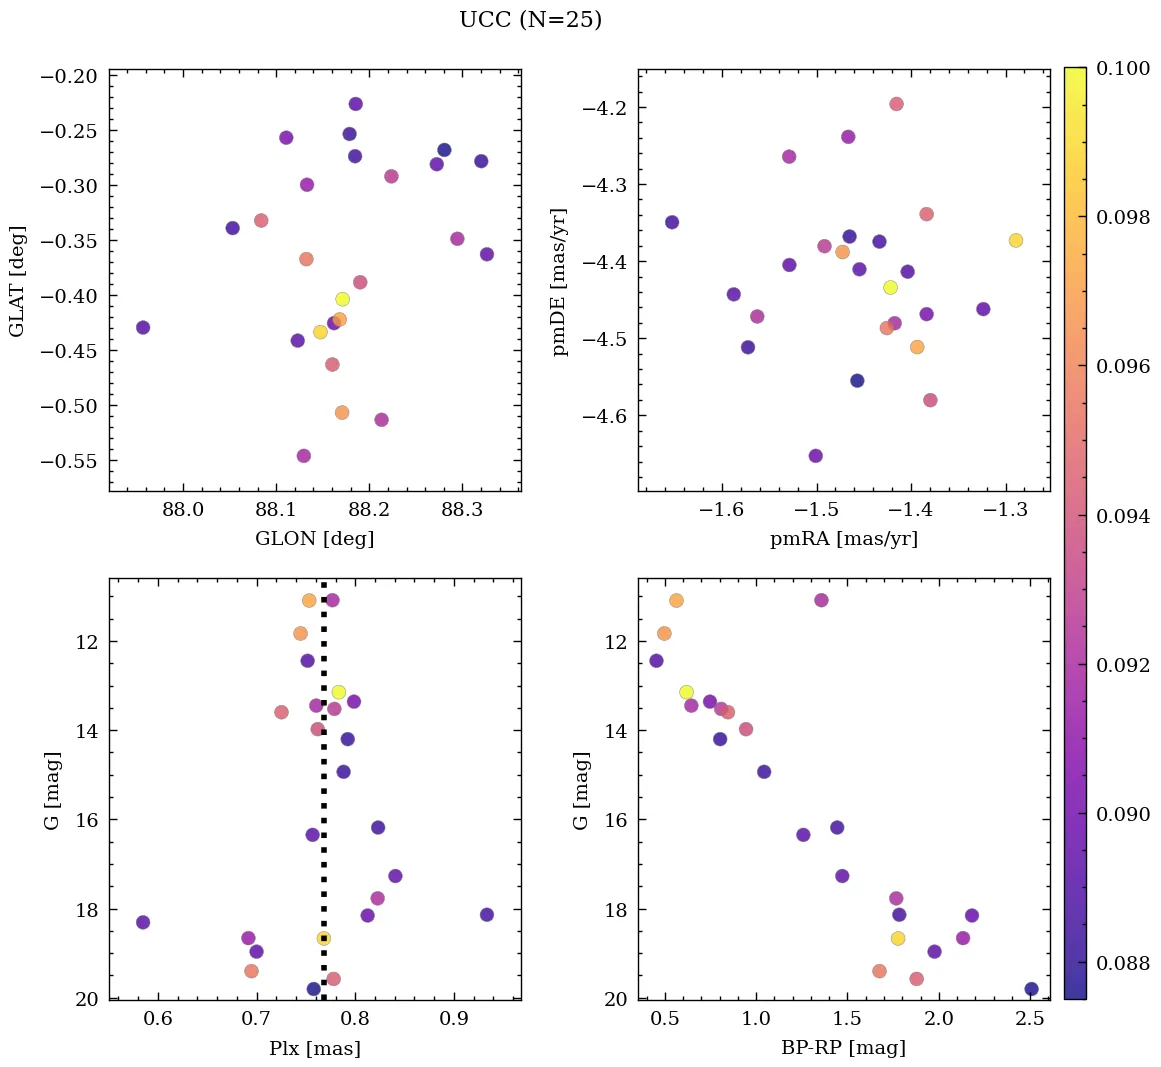 UCC (N=25)
−0.20
−0.25
−0.30
−0.35
−0.40
−0.45
−0.50
−0.55
GLAT [deg]
88.0 88.1 88.2 88.3
GLON [deg]
−4.2
−4.3
−4.4
−4.5
−4.6
pmDE [mas/yr]
−1.6 −1.5 −1.4 −1.3
pmRA [mas/yr]
0.100
0.098
0.096
0.094
0.092
0.090
0.088
12
14
16
18
20
G [mag]
0.6 0.7 0.8 0.9
Plx [mas]
12
14
16
18
20
G [mag]
0.5 1.0 1.5 2.0 2.5
BP-RP [mag]